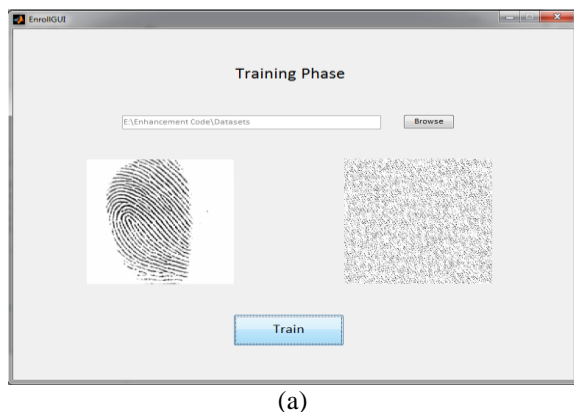 EnrollGUI
Training Phase
E:\Enhancement Code\Datasets
Browse
Train
(a)